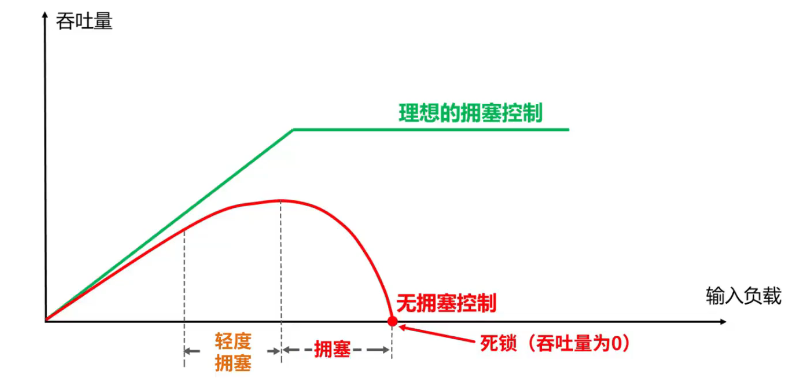 吞吐量
理想的拥塞控制
输入负载
无拥塞控制
轻度
拥塞
拥塞
死锁（吞吐量为0）